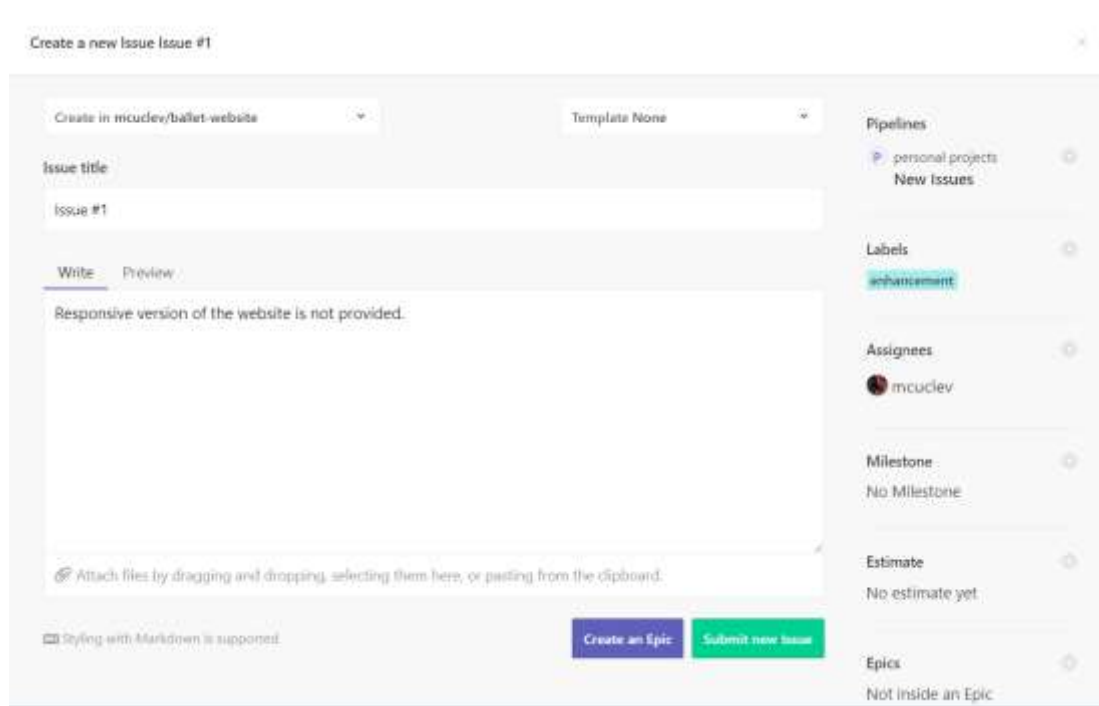 Create a new Issue Issue #1
Create in mcuclev/ballet-website
Template None
Issue title
Issue #1
Write Preview
Responsive version of the website is not provided.
Attach files by dragging and dropping, selecting them here, or pasting from the clipboard.
Styling with Markdown is supported
Create an Epic
Submit new Issue
Pipelines
P personal projects
New Issues
Labels
enhancement
Assignees
mcuclev
Milestone
No Milestone
Estimate
No estimate yet
Epics
Not inside an Epic